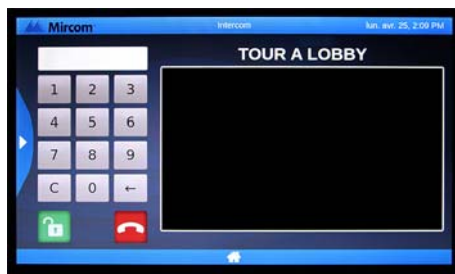 Mircom
Intercom
lun. avr. 25, 2:09 PM
TOUR A LOBBY
1 2 3
4 5 6
7 8 9
C 0 ←